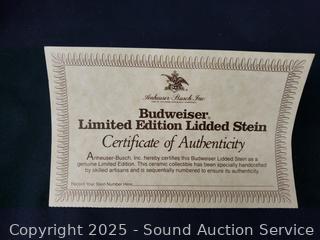 Anheuser-Busch, Inc.
Budweiser®
Limited Edition Lidded Stein
Certificate of Authenticity
Anheuser-Busch, Inc. hereby certifies this Budweiser Lidded Stein as a
genuine Limited Edition. This ceramic collectible has been specially handcrafted
by skilled artisans and is sequentially numbered to ensure its authenticity.
Record Your Stein Number Here:
Copyright 2025 - Sound Auction Service